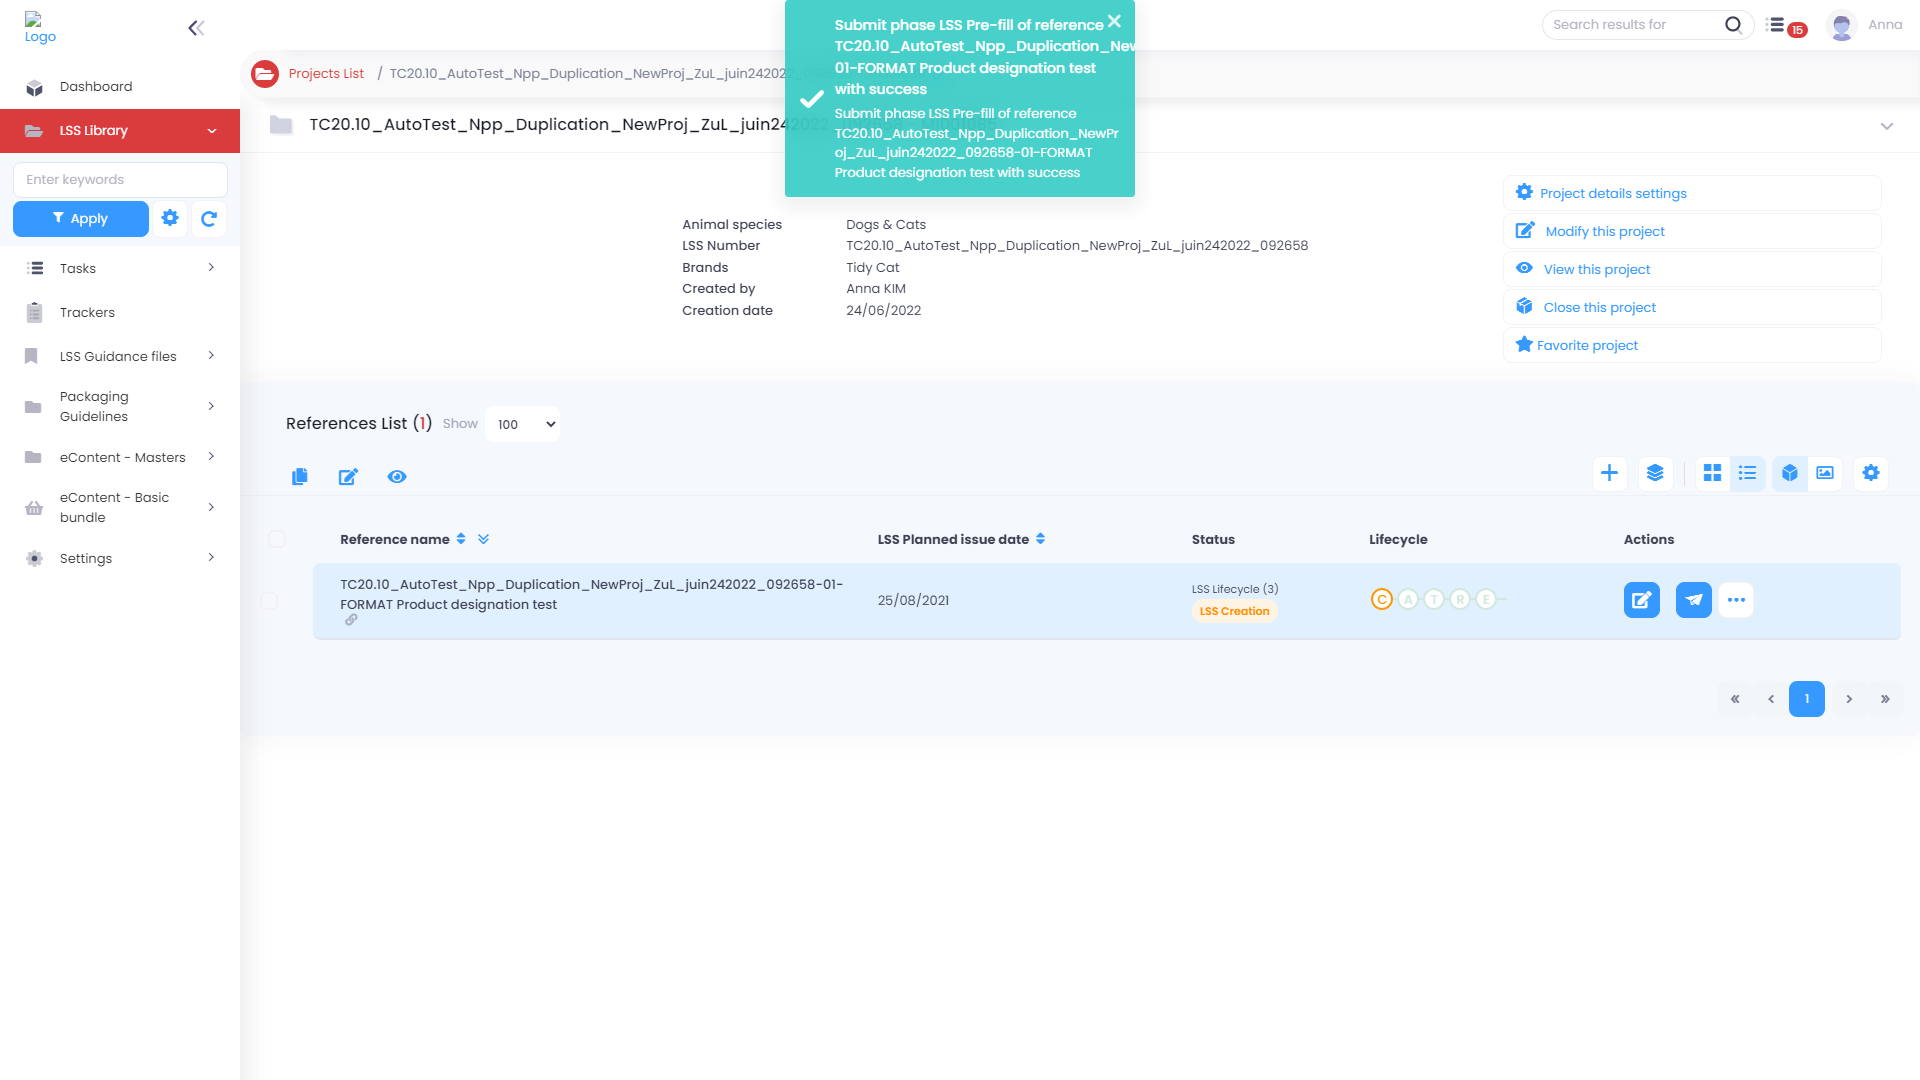 Logo
Dashboard
LSS Library
Enter keywords
Apply
Tasks
Trackers
LSS Guidance files
Packaging
Guidelines
eContent - Masters
eContent - Basic
bundle
Settings
Search results for
15
Anna
Projects List / TC20.10_AutoTest_Npp_Duplication_NewProj_ZuL_juin242022_
TC20.10_AutoTest_Npp_Duplication_NewProj_ZuL_juin242022_
Submit phase LSS Pre-fill of reference
TC20.10_AutoTest_Npp_Duplication_New
01-FORMAT Product designation test
with success
Submit phase LSS Pre-fill of reference
TC20.10_AutoTest_Npp_Duplication_NewPr
oj_ZuL_juin242022_092658-01-FORMAT
Product designation test with success
Animal species Dogs & Cats
LSS Number TC20.10_AutoTest_Npp_Duplication_NewProj_ZuL_juin242022_092658
Brands Tidy Cat
Created by Anna KIM
Creation date 24/06/2022
Project details settings
Modify this project
View this project
Close this project
Favorite project
References List (1) Show 100
Reference name LSS Planned issue date Status Lifecycle Actions
TC20.10_AutoTest_Npp_Duplication_NewProj_ZuL_juin242022_092658-01-
FORMAT Product designation test
25/08/2021
LSS Lifecycle (3)
LSS Creation
C A T R E
1